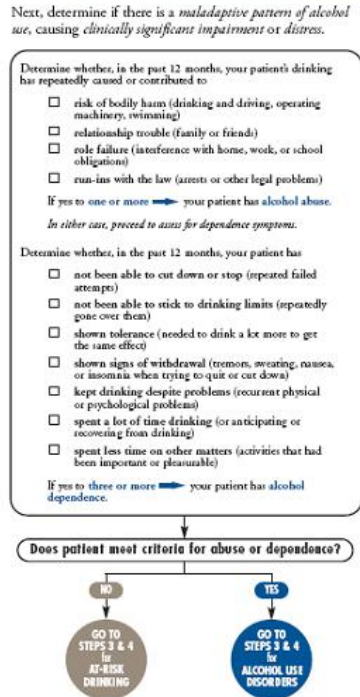 Next, determine if there is a maladaptive pattern of alcohol
use, causing clinically significant impairment or distress.
Determine whether, in the past 12 months, your patient's drinking
has repeatedly caused or contributed to
risk of bodily harm (drinking and driving, operating
machinery, swimming)
relationship trouble (family or friends)
role failure (interference with home, work, or school
obligations)
run-ins with the law (arrests or other legal problems)
If yes to one or more your patient has alcohol abuse.
In either case, proceed to assess for dependence symptoms.
Determine whether, in the past 12 months, your patient has
not been able to cut down or stop (repeated failed
attempts)
not been able to stick to drinking limits (repeatedly
gone over them)
shown tolerance (needed to drink a lot more to get
the same effect)
shown signs of withdrawal (tremors, sweating, nausea,
or insomnia when trying to quit or cut down)
kept drinking despite problems (recurrent physical
or psychological problems)
spent a lot of time drinking (or anticipating or
recovering from drinking)
spent less time on other matters (activities that had
been important or pleasurable)
If yes to three or more your patient has alcohol
dependence.
Does patient meet criteria for abuse or dependence?
NO
YES
GO TO
STEPS 3 & 4
for
AT-RISK
DRINKING
GO TO
STEPS 3 & 4
for
ALCOHOL USE
DISORDERS